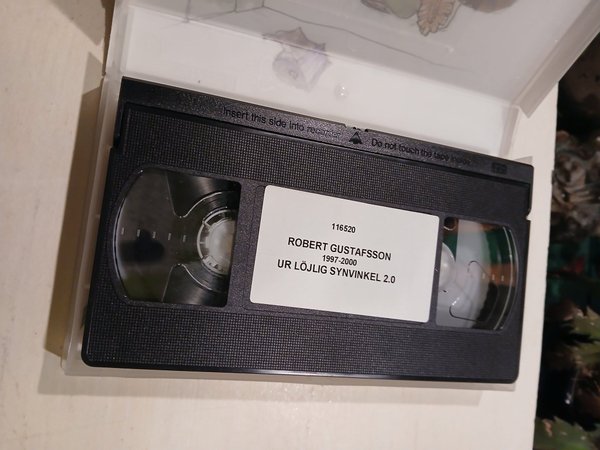 Insert this side into recorder
Do not touch the tape inside
116520
ROBERT GUSTAFSSON
1997-2000
UR LÖJLIG SYNVINKEL 2.0